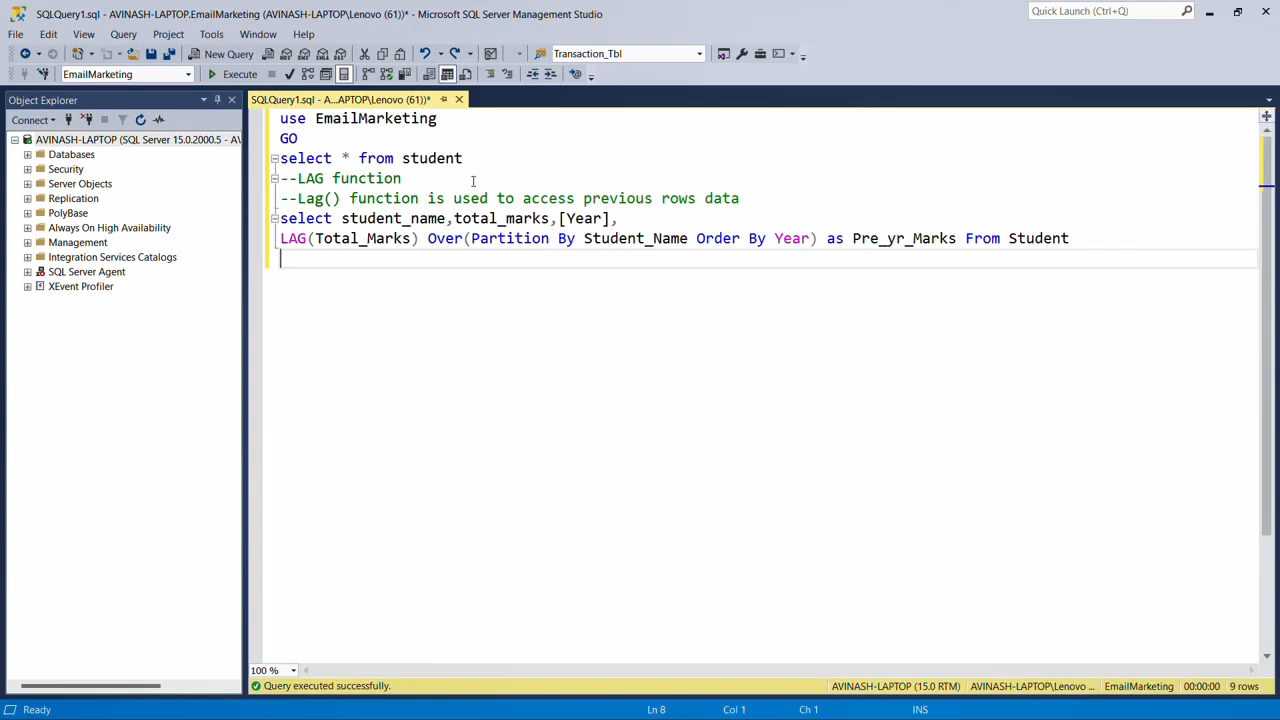 SQLQuery1.sql - AVINASH-LAPTOP.EmailMarketing (AVINASH-LAPTOP\Lenovo (61))* - Microsoft SQL Server Management Studio
Quick Launch (Ctrl+Q)
File Edit View Query Project Tools Window Help
New Query
Transaction_Tbl
EmailMarketing
Execute
Object Explorer
SQLQuery1.sql - A...APTOP\Lenovo (61))*
Connect
AVINASH-LAPTOP (SQL Server 15.0.2000.5 - AV
Databases
Security
Server Objects
Replication
PolyBase
Always On High Availability
Management
Integration Services Catalogs
SQL Server Agent
XEvent Profiler
use EmailMarketing
GO
select * from student
--LAG function
--Lag() function is used to access previous rows data
select student_name,total_marks,[Year],
LAG(Total_Marks) Over(Partition By Student_Name Order By Year) as Pre_yr_Marks From Student
100 %
Query executed successfully.
AVINASH-LAPTOP (15.0 RTM) AVINASH-LAPTOP\Lenovo ... EmailMarketing 00:00:00 9 rows
Ready
Ln 8 Col 1 Ch 1 INS